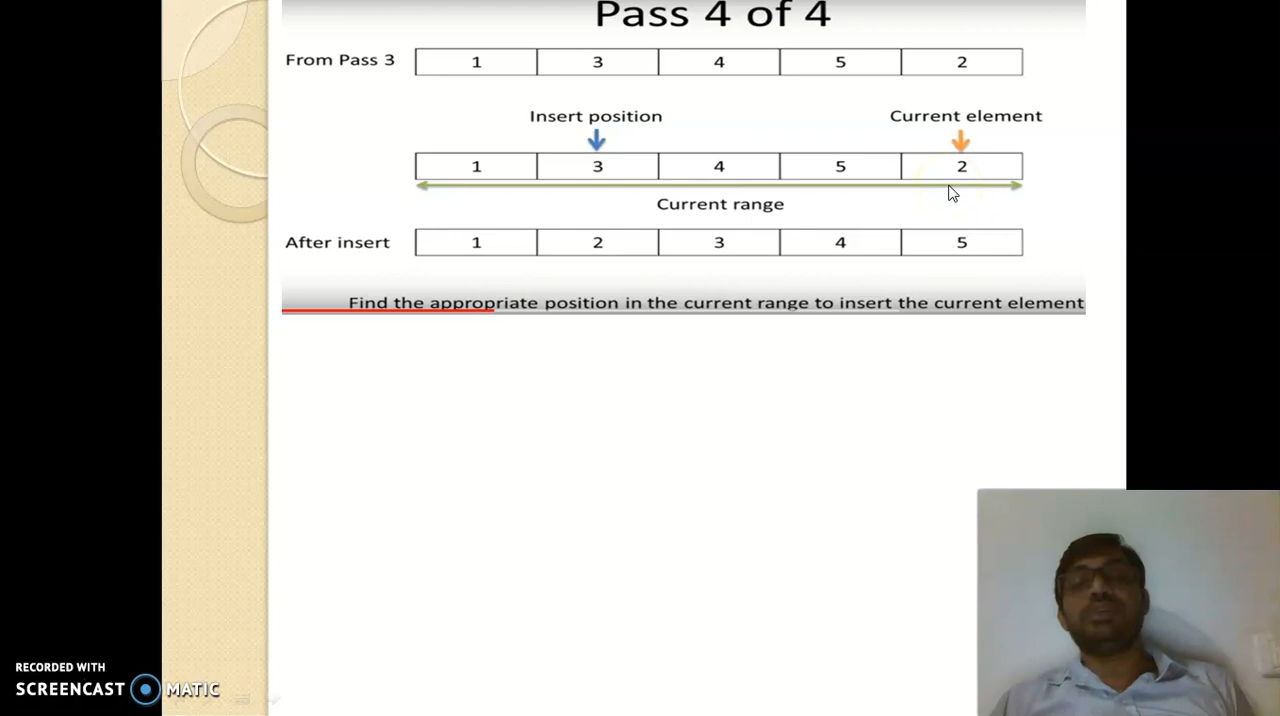 Pass 4 of 4
From Pass 3 1 3 4 5 2
Insert position Current element
1 3 4 5 2
Current range
After insert 1 2 3 4 5
Find the appropriate position in the current range to insert the current element
RECORDED WITH
SCREENCAST MATIC